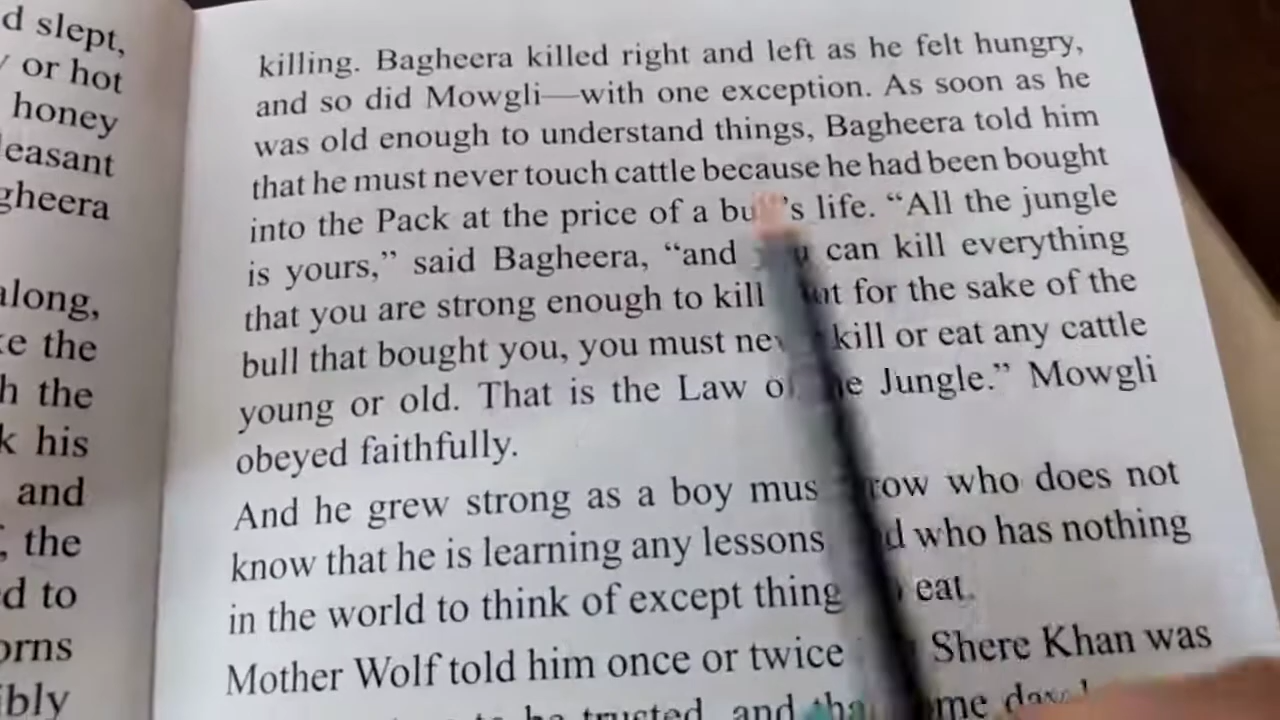 d slept,
or hot
honey
easant
gheera
along,
the
the
his
and
the
d to
orns
ibly
killing. Bagheera killed right and left as he felt hungry,
and so did Mowgli—with one exception. As soon as he
was old enough to understand things, Bagheera told him
that he must never touch cattle because he had been bought
into the Pack at the price of a life. “All the jungle
is yours,” said Bagheera, “and can kill everything
that you are strong enough to kill for the sake of the
bull that bought you, you must kill or eat any cattle
young or old. That is the Law Jungle.” Mowgli
obeyed faithfully.
And he grew strong as a boy who does not
know that he is learning any lessons who has nothing
in the world to think of except eat.
Mother Wolf told him once or twice Shere Khan was
trusted, and